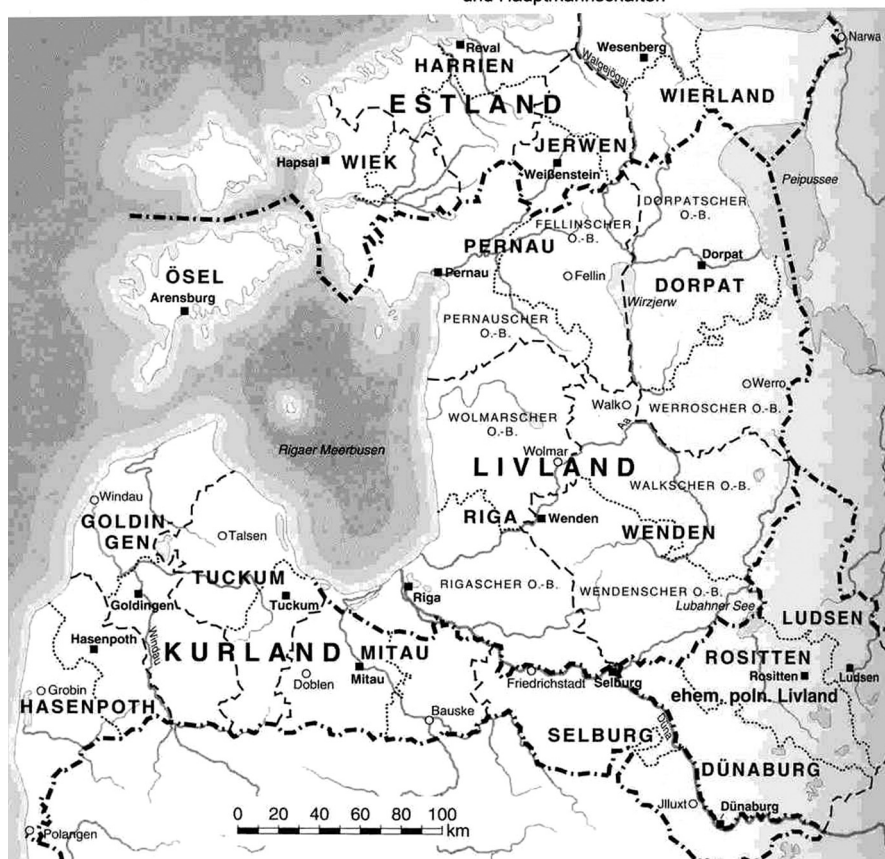 und Hauptmannschaften
Reval
HARRIEN
Wesenberg
Narwa
Walgejöggi
WIERLAND
ESTLAND
JERWEN
Hapsal
WIEK
Weißenstein
Peipussee
DORPATSCHER
O.-B.
FELLINSCHER
O.-B.
PERNAU
Dorpat
ÖSEL
Pernau
Fellin
DORPAT
Arensburg
Wirzjerw
PERNAUSCHER
O.-B.
Werro
Walk
WERROSCHER O.-B.
WOLMARSCHER
O.-B.
Aa
Rigaer Meerbusen
Wolmar
LIVLAND
WALKSCHER O.-B.
Windau
RIGA
Wenden
GOLDIN
GEN
WENDEN
Talsen
TUCKUM
RIGASCHER O.-B.
WENDENSCHER O.-B.
Goldingen
Tuckum
Riga
Lubahner See
LUDSEN
Hasenpoth
Windau
KURLAND
MITAU
ROSITTEN
Doblen
Mitau
Friedrichstadt
Selburg
Rositten
Ludsen
Grobin
ehem. poln. Livland
HASENPOTH
Bauske
SELBURG
Düna
DÜNABURG
Jlluxt
0 20 40 60 80 100
km
Dünaburg
Polangen